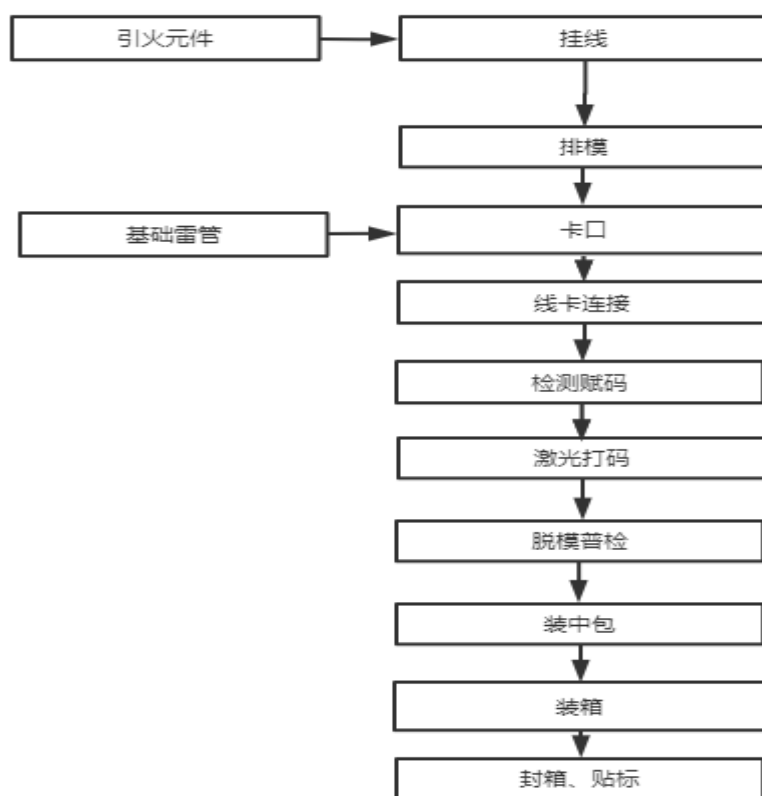 引火元件
挂线
排模
基础雷管
卡口
线卡连接
检测赋码
激光打码
脱模普检
装中包
装箱
封箱、贴标